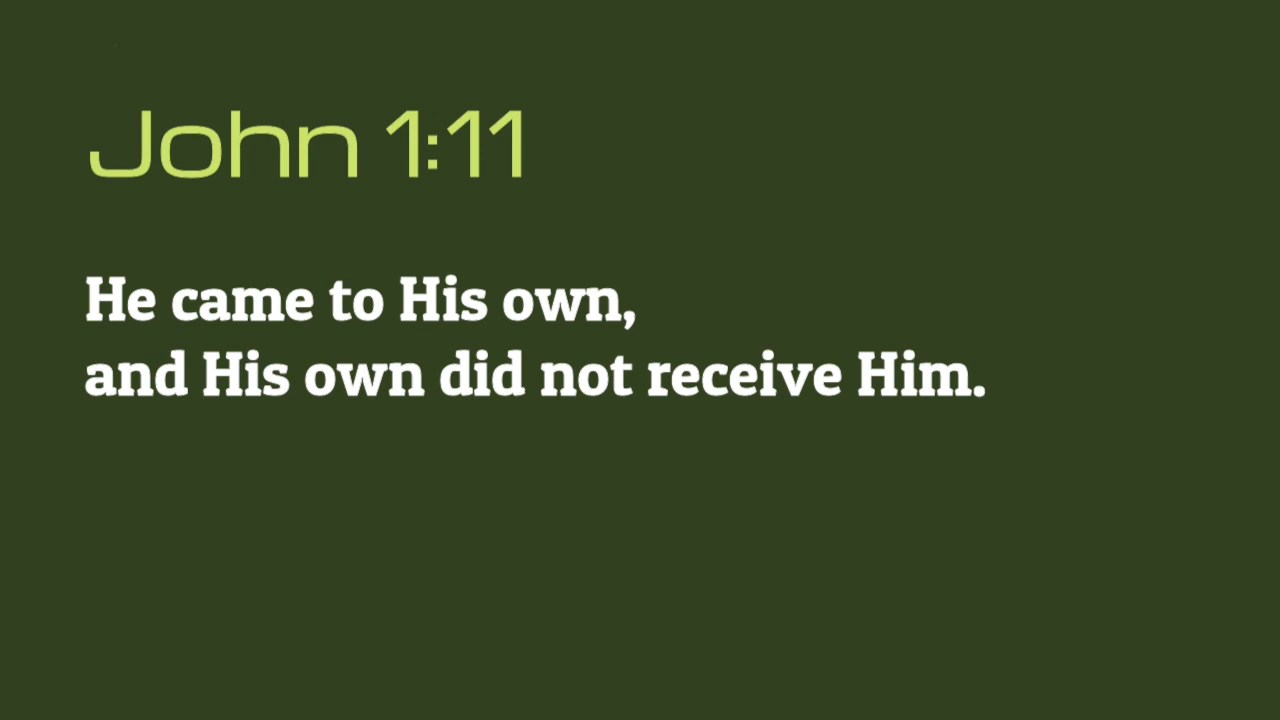 John 1:11
He came to His own,
and His own did not receive Him.